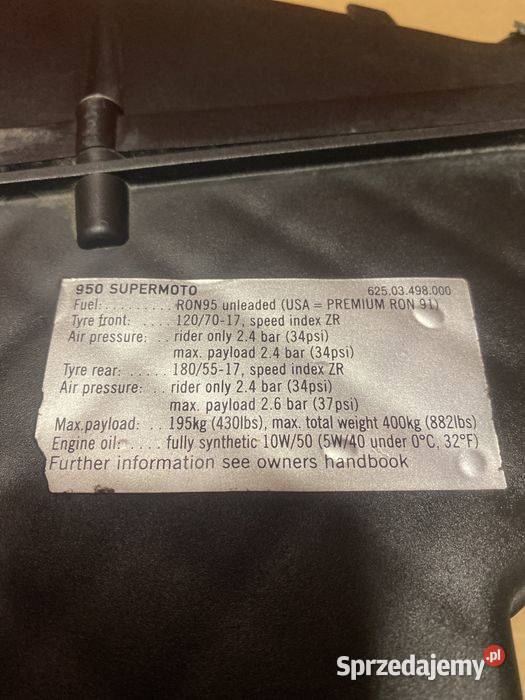 950 SUPERMOTO 625.03.498.000
Fuel:.........RON95 unleaded (USA = PREMIUM RON 91)
Tyre front: .... 120/70-17, speed index ZR
Air pressure: .. rider only 2.4 bar (34psi)
max. payload 2.4 bar (34psi)
Tyre rear: ..... 180/55-17, speed index ZR
Air pressure: .. rider only 2.4 bar (34psi)
max. payload 2.6 bar (37psi)
Max.payload: ... 195kg (430lbs), max. total weight 400kg (882lbs)
Engine oil:.... fully synthetic 10W/50 (5W/40 under 0°C, 32°F)
Further information see owners handbook
Sprzedajemy.pl